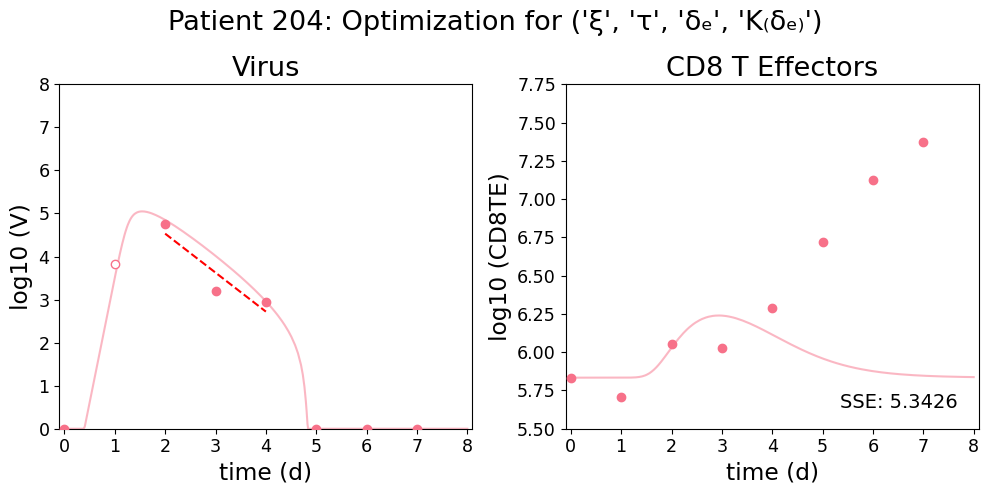 Patient 204: Optimization for ('ξ', 'τ', 'δₑ', 'K₍δₑ₎')
Virus
CD8 T Effectors
log10 (V)
8
7
6
5
4
3
2
1
0
0 1 2 3 4 5 6 7 8
time (d)
log10 (CD8TE)
7.75
7.50
7.25
7.00
6.75
6.50
6.25
6.00
5.75
5.50
SSE: 5.3426
0 1 2 3 4 5 6 7 8
time (d)